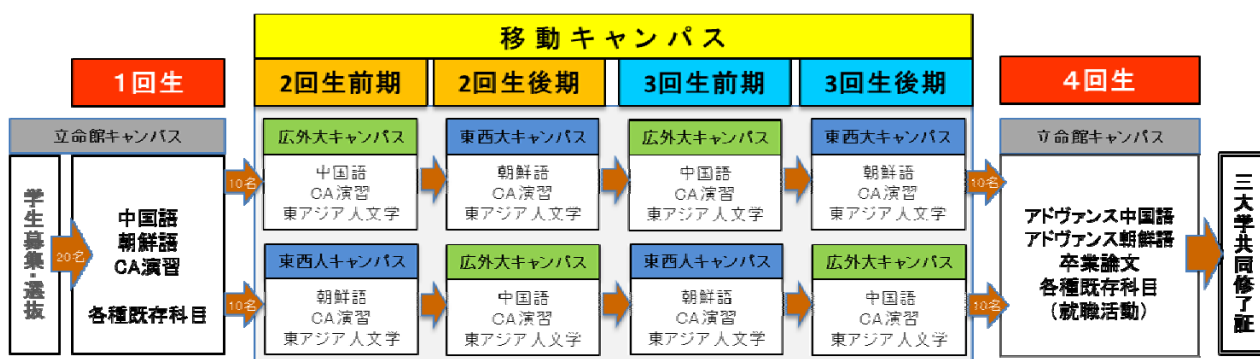 移動キャンパス
1回生
2回生前期
2回生後期
3回生前期
3回生後期
4回生
立命館キャンパス
学生募集・選抜
20名
中国語
朝鮮語
CA演習
各種既存科目
10名
広外大キャンパス
中国語
CA演習
東アジア人文学
東西大キャンパス
朝鮮語
CA演習
東アジア人文学
広外大キャンパス
中国語
CA演習
東アジア人文学
東西大キャンパス
朝鮮語
CA演習
東アジア人文学
10名
10名
東西大キャンパス
朝鮮語
CA演習
東アジア人文学
広外大キャンパス
中国語
CA演習
東アジア人文学
東西大キャンパス
朝鮮語
CA演習
東アジア人文学
広外大キャンパス
中国語
CA演習
東アジア人文学
10名
立命館キャンパス
アドヴァンス中国語
アドヴァンス朝鮮語
卒業論文
各種既存科目
(就職活動)
三大学共同修了証